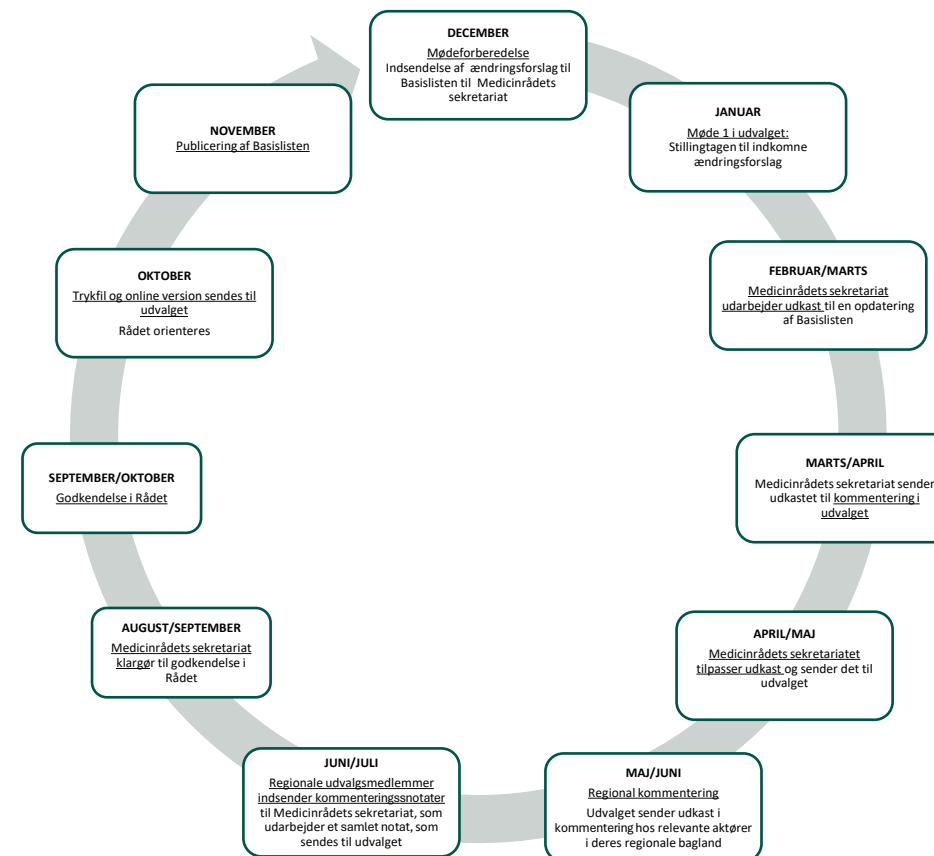 DECEMBER
Mødeforberedelse
Indsendelse af ændringsforslag til
Basislisten til Medicinrådets
sekretariat
JANUAR
Møde 1 i udvalget:
Stillingtagen til indkomne
ændringsforslag
FEBRUAR/MARTS
Medicinrådets sekretariat
udarbejder udkast til en opdatering
af Basislisten
MARTS/APRIL
Medicinrådets sekretariat sender
udkastet til kommentering i
udvalget
APRIL/MAJ
Medicinrådets sekretariatet
tilpasser udkast og sender det til
udvalget
MAJ/JUNI
Regional kommentering
Udvalget sender udkast i
kommentering hos relevante aktører
i deres regionale bagland
JUNI/JULI
Regionale udvalgsmedlemmer
indsender kommenteringssnotater
til Medicinrådets sekretariat, som
udarbejder et samlet notat, som
sendes til udvalget
AUGUST/SEPTEMBER
Medicinrådets sekretariat
klargør til godkendelse i
Rådet
SEPTEMBER/OKTOBER
Godkendelse i Rådet
OKTOBER
Trykfil og online version sendes til
udvalget
Rådet orienteres
NOVEMBER
Publicering af Basislisten